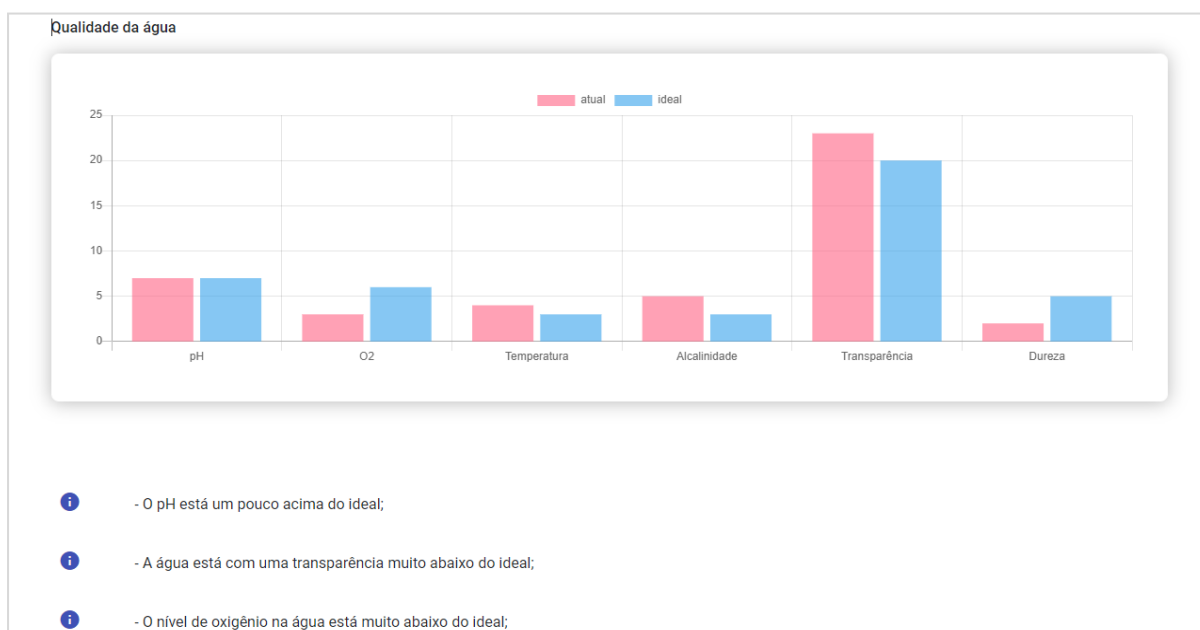 Qualidade da água
atual ideal
25
20
15
10
5
0
pH O2 Temperatura Alcalinidade Transparência Dureza
- O pH está um pouco acima do ideal;
- A água está com uma transparência muito abaixo do ideal;
- O nível de oxigênio na água está muito abaixo do ideal;